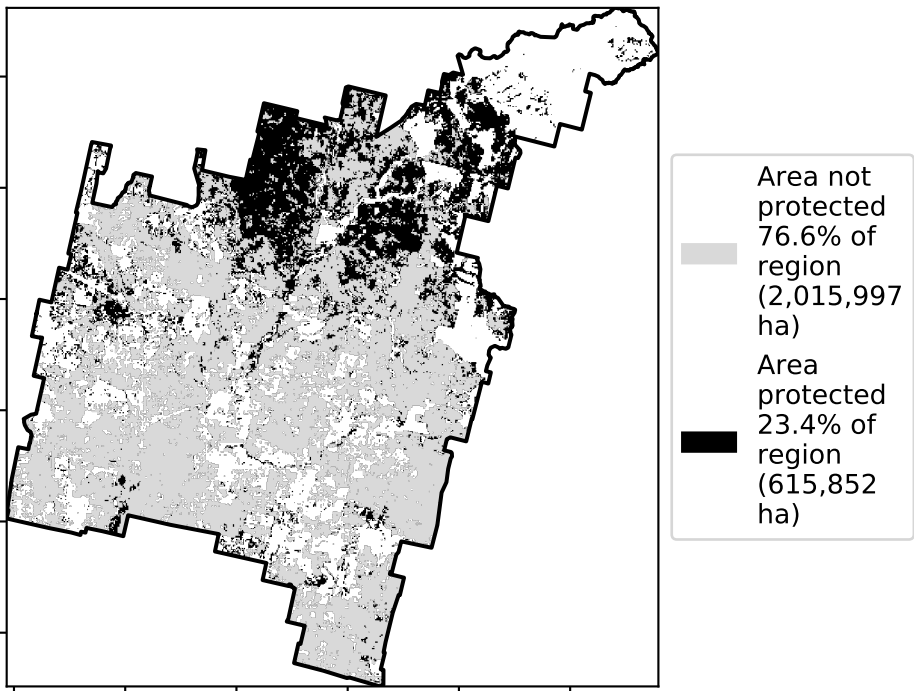 Area not
protected
76.6% of
region
(2,015,997
ha)
Area
protected
23.4% of
region
(615,852
ha)